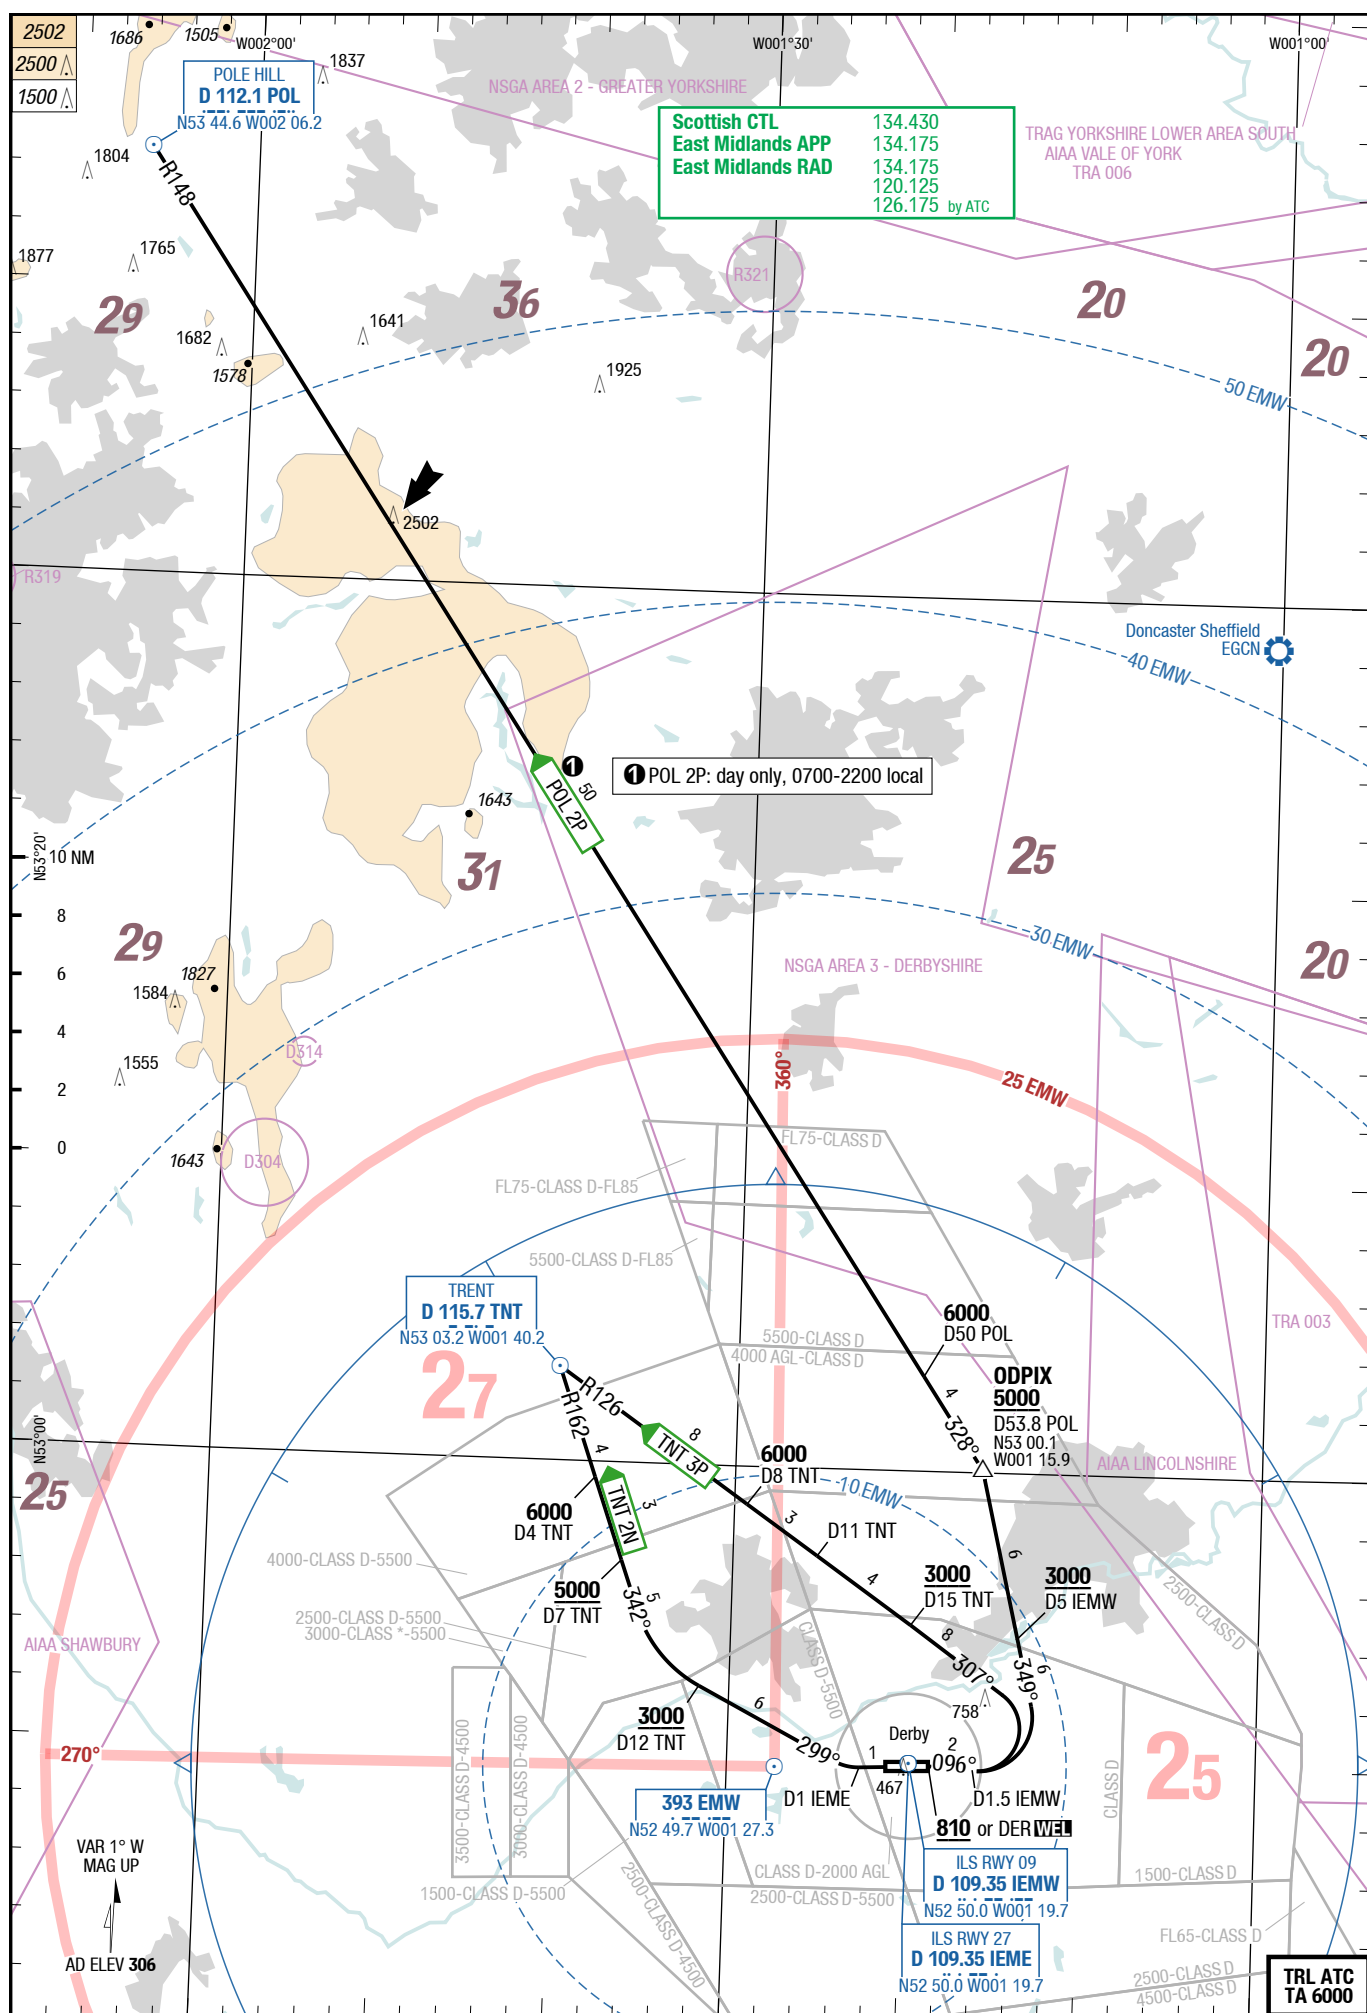 2502
2500
1500
1686
1505
W002°00'
W001°30'
W001°00'
1837
POLE HILL
D 112.1 POL
N53 44.6 W002 06.2
NSGA AREA 2 - GREATER YORKSHIRE
Scottish CTL 134.430
East Midlands APP 134.175
East Midlands RAD 134.175
120.125
126.175 by ATC
TRAG YORKSHIRE LOWER AREA SOUTH
AIAA VALE OF YORK
TRA 006
1804
R148
1877
1765
R321
29
36
20
1682
1641
20
1578
1925
50 EMW
2502
R319
Doncaster Sheffield
EGCN
40 EMW
1 POL 2P: day only, 0700-2200 local
1
50
POL 2P
1643
N53°20'
10 NM
31
25
8
29
30 EMW
20
6
1827
NSGA AREA 3 - DERBYSHIRE
1584
4
D314
1555
360°
25 EMW
2
0
FL75-CLASS D
1643
D304
FL75-CLASS D-FL85
5500-CLASS D-FL85
TRENT
D 115.7 TNT
N53 03.2 W001 40.2
6000
D50 POL
TRA 003
5500-CLASS D
4000 AGL-CLASS D
27
ODPIX
5000
D53.8 POL
N53 00.1
W001 15.9
4
328°
R126
R162
N53°00'
8
TNT 3P
4
6000
D8 TNT
AIAA LINCOLNSHIRE
25
10 EMW
6000
D4 TNT
TNT 2N
3
3
D11 TNT
4000-CLASS D-5500
6
4
3000
D15 TNT
3000
D5 IEMW
2500-CLASS D
5000
D7 TNT
5
342°
2500-CLASS D-5500
3000-CLASS *-5500
CLASS D-5500
8
AIAA SHAWBURY
307°
6
349°
6
758
3000
D12 TNT
299°
Derby
270°
1
2
096°
467
25
3500-CLASS D-4500
3000-CLASS D-4500
CLASS D
393 EMW
N52 49.7 W001 27.3
D1 IEME
D1.5 IEMW
810 or DER WEL
VAR 1° W
MAG UP
ILS RWY 09
D 109.35 IEMW
N52 50.0 W001 19.7
CLASS D-2000 AGL
1500-CLASS D
1500-CLASS D-5500
2500-CLASS D-5500
2500-CLASS D-4500
FL65-CLASS D
ILS RWY 27
D 109.35 IEME
N52 50.0 W001 19.7
AD ELEV 306
2500-CLASS D
4500-CLASS D
TRL ATC
TA 6000